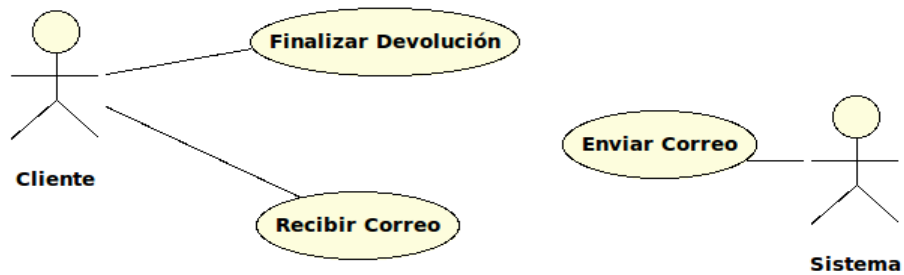 Finalizar Devolución
Enviar Correo
Cliente
Recibir Correo
Sistema